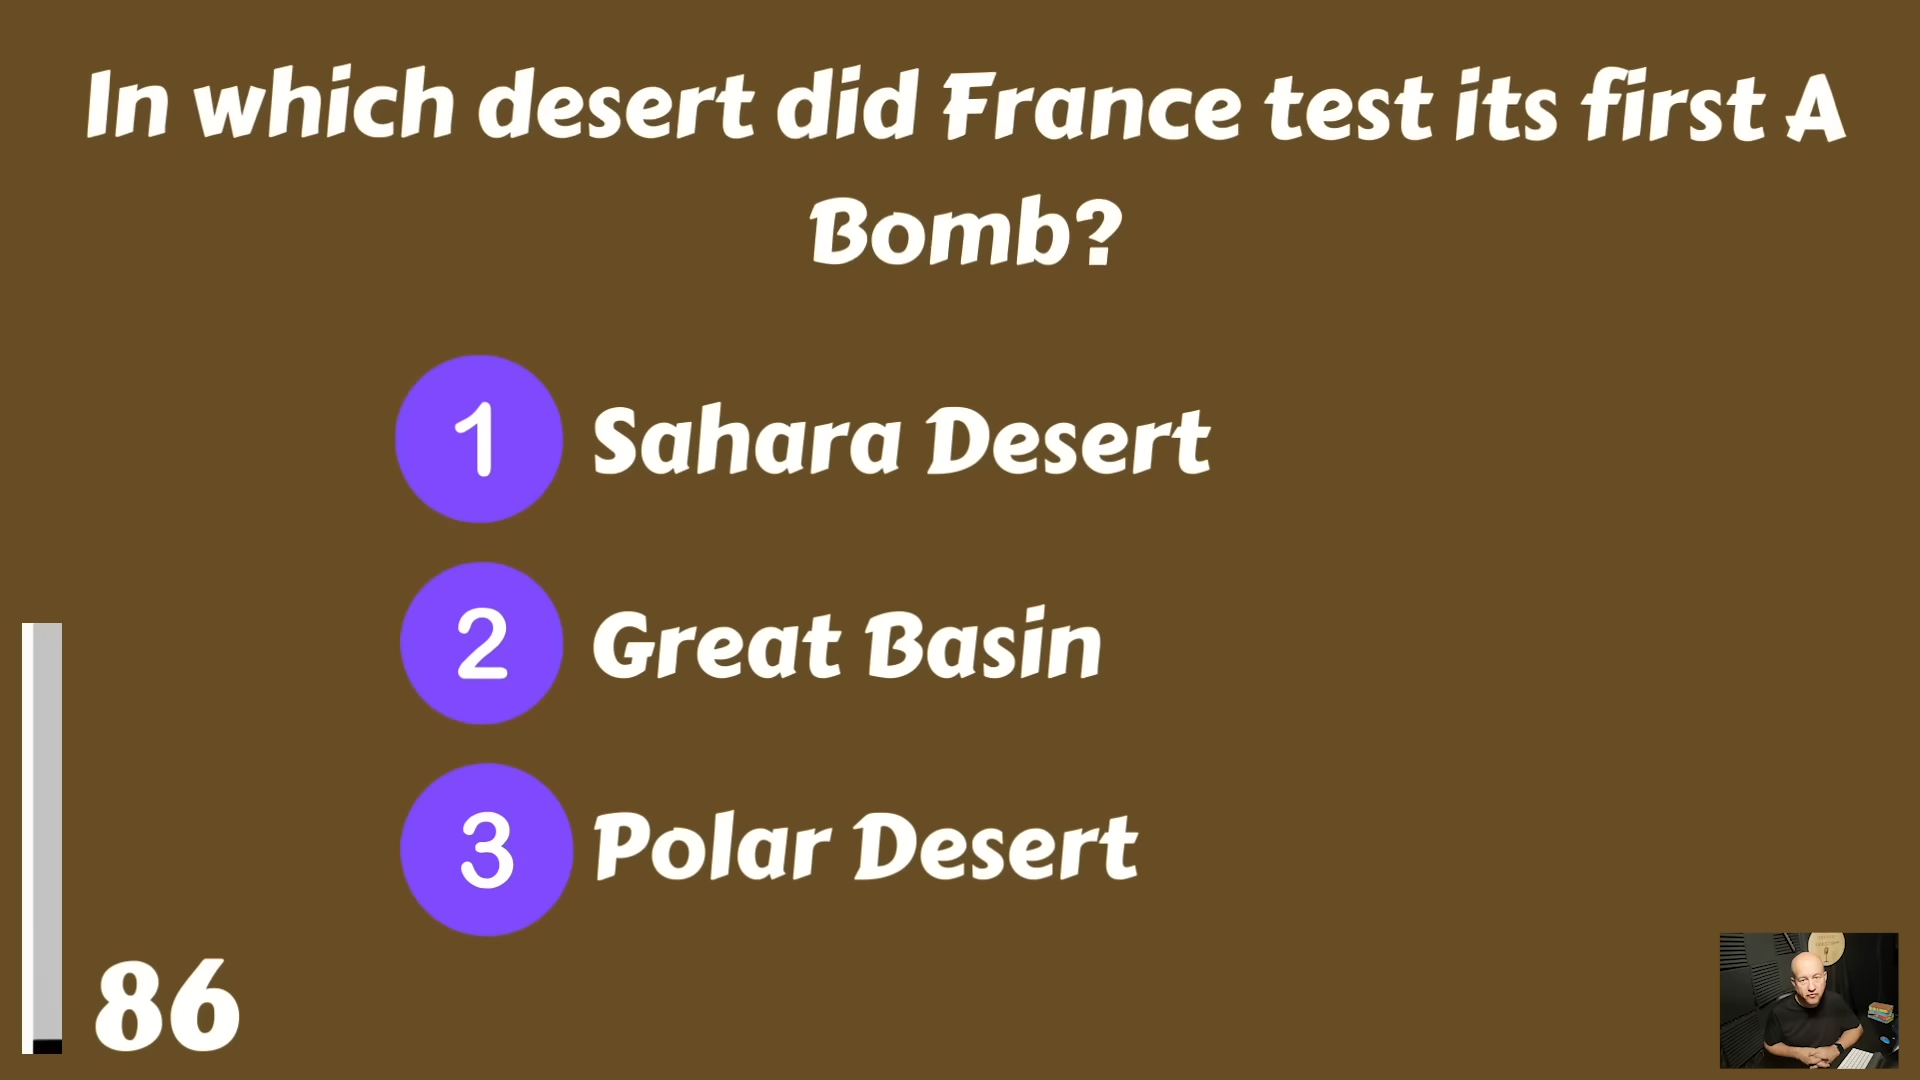 In which desert did France test its first A
Bomb?
1 Sahara Desert
2 Great Basin
3 Polar Desert
86